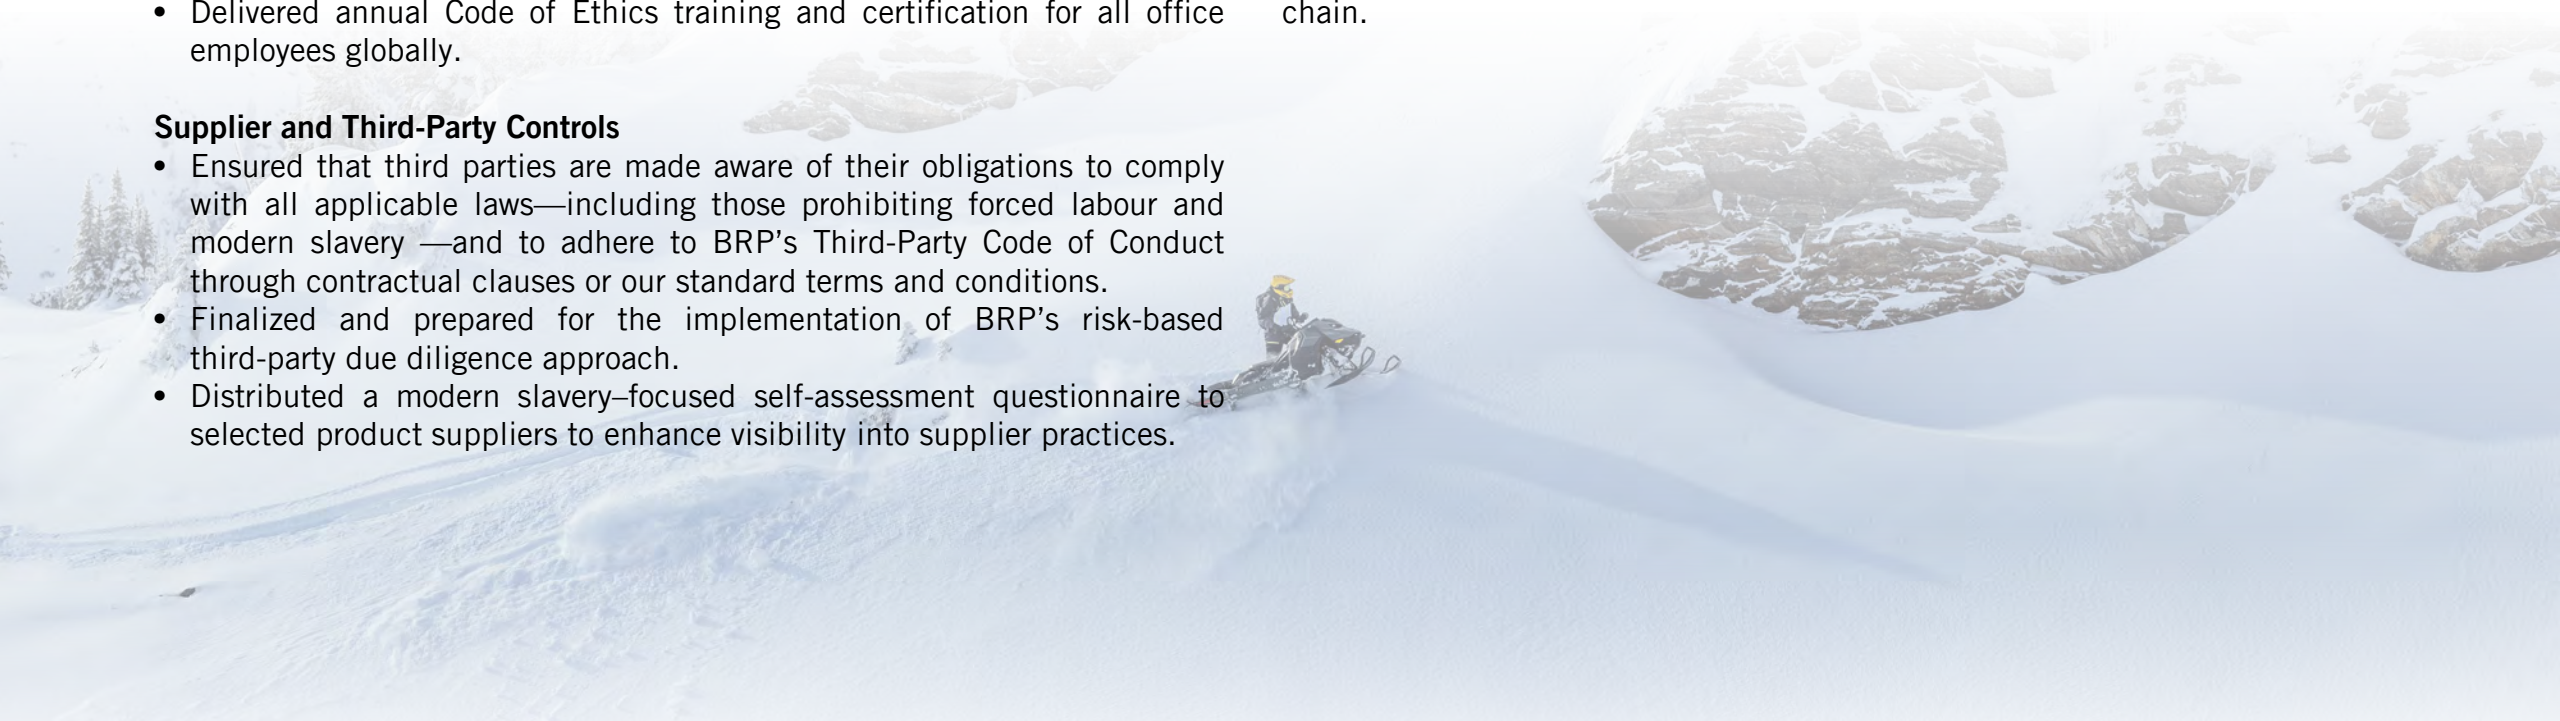 • Delivered annual Code of Ethics training and certification for all office
employees globally.
Supplier and Third-Party Controls
• Ensured that third parties are made aware of their obligations to comply
with all applicable laws—including those prohibiting forced labour and
modern slavery —and to adhere to BRP’s Third-Party Code of Conduct
through contractual clauses or our standard terms and conditions.
• Finalized and prepared for the implementation of BRP’s risk-based
third-party due diligence approach.
• Distributed a modern slavery–focused self-assessment questionnaire to
selected product suppliers to enhance visibility into supplier practices.
chain.